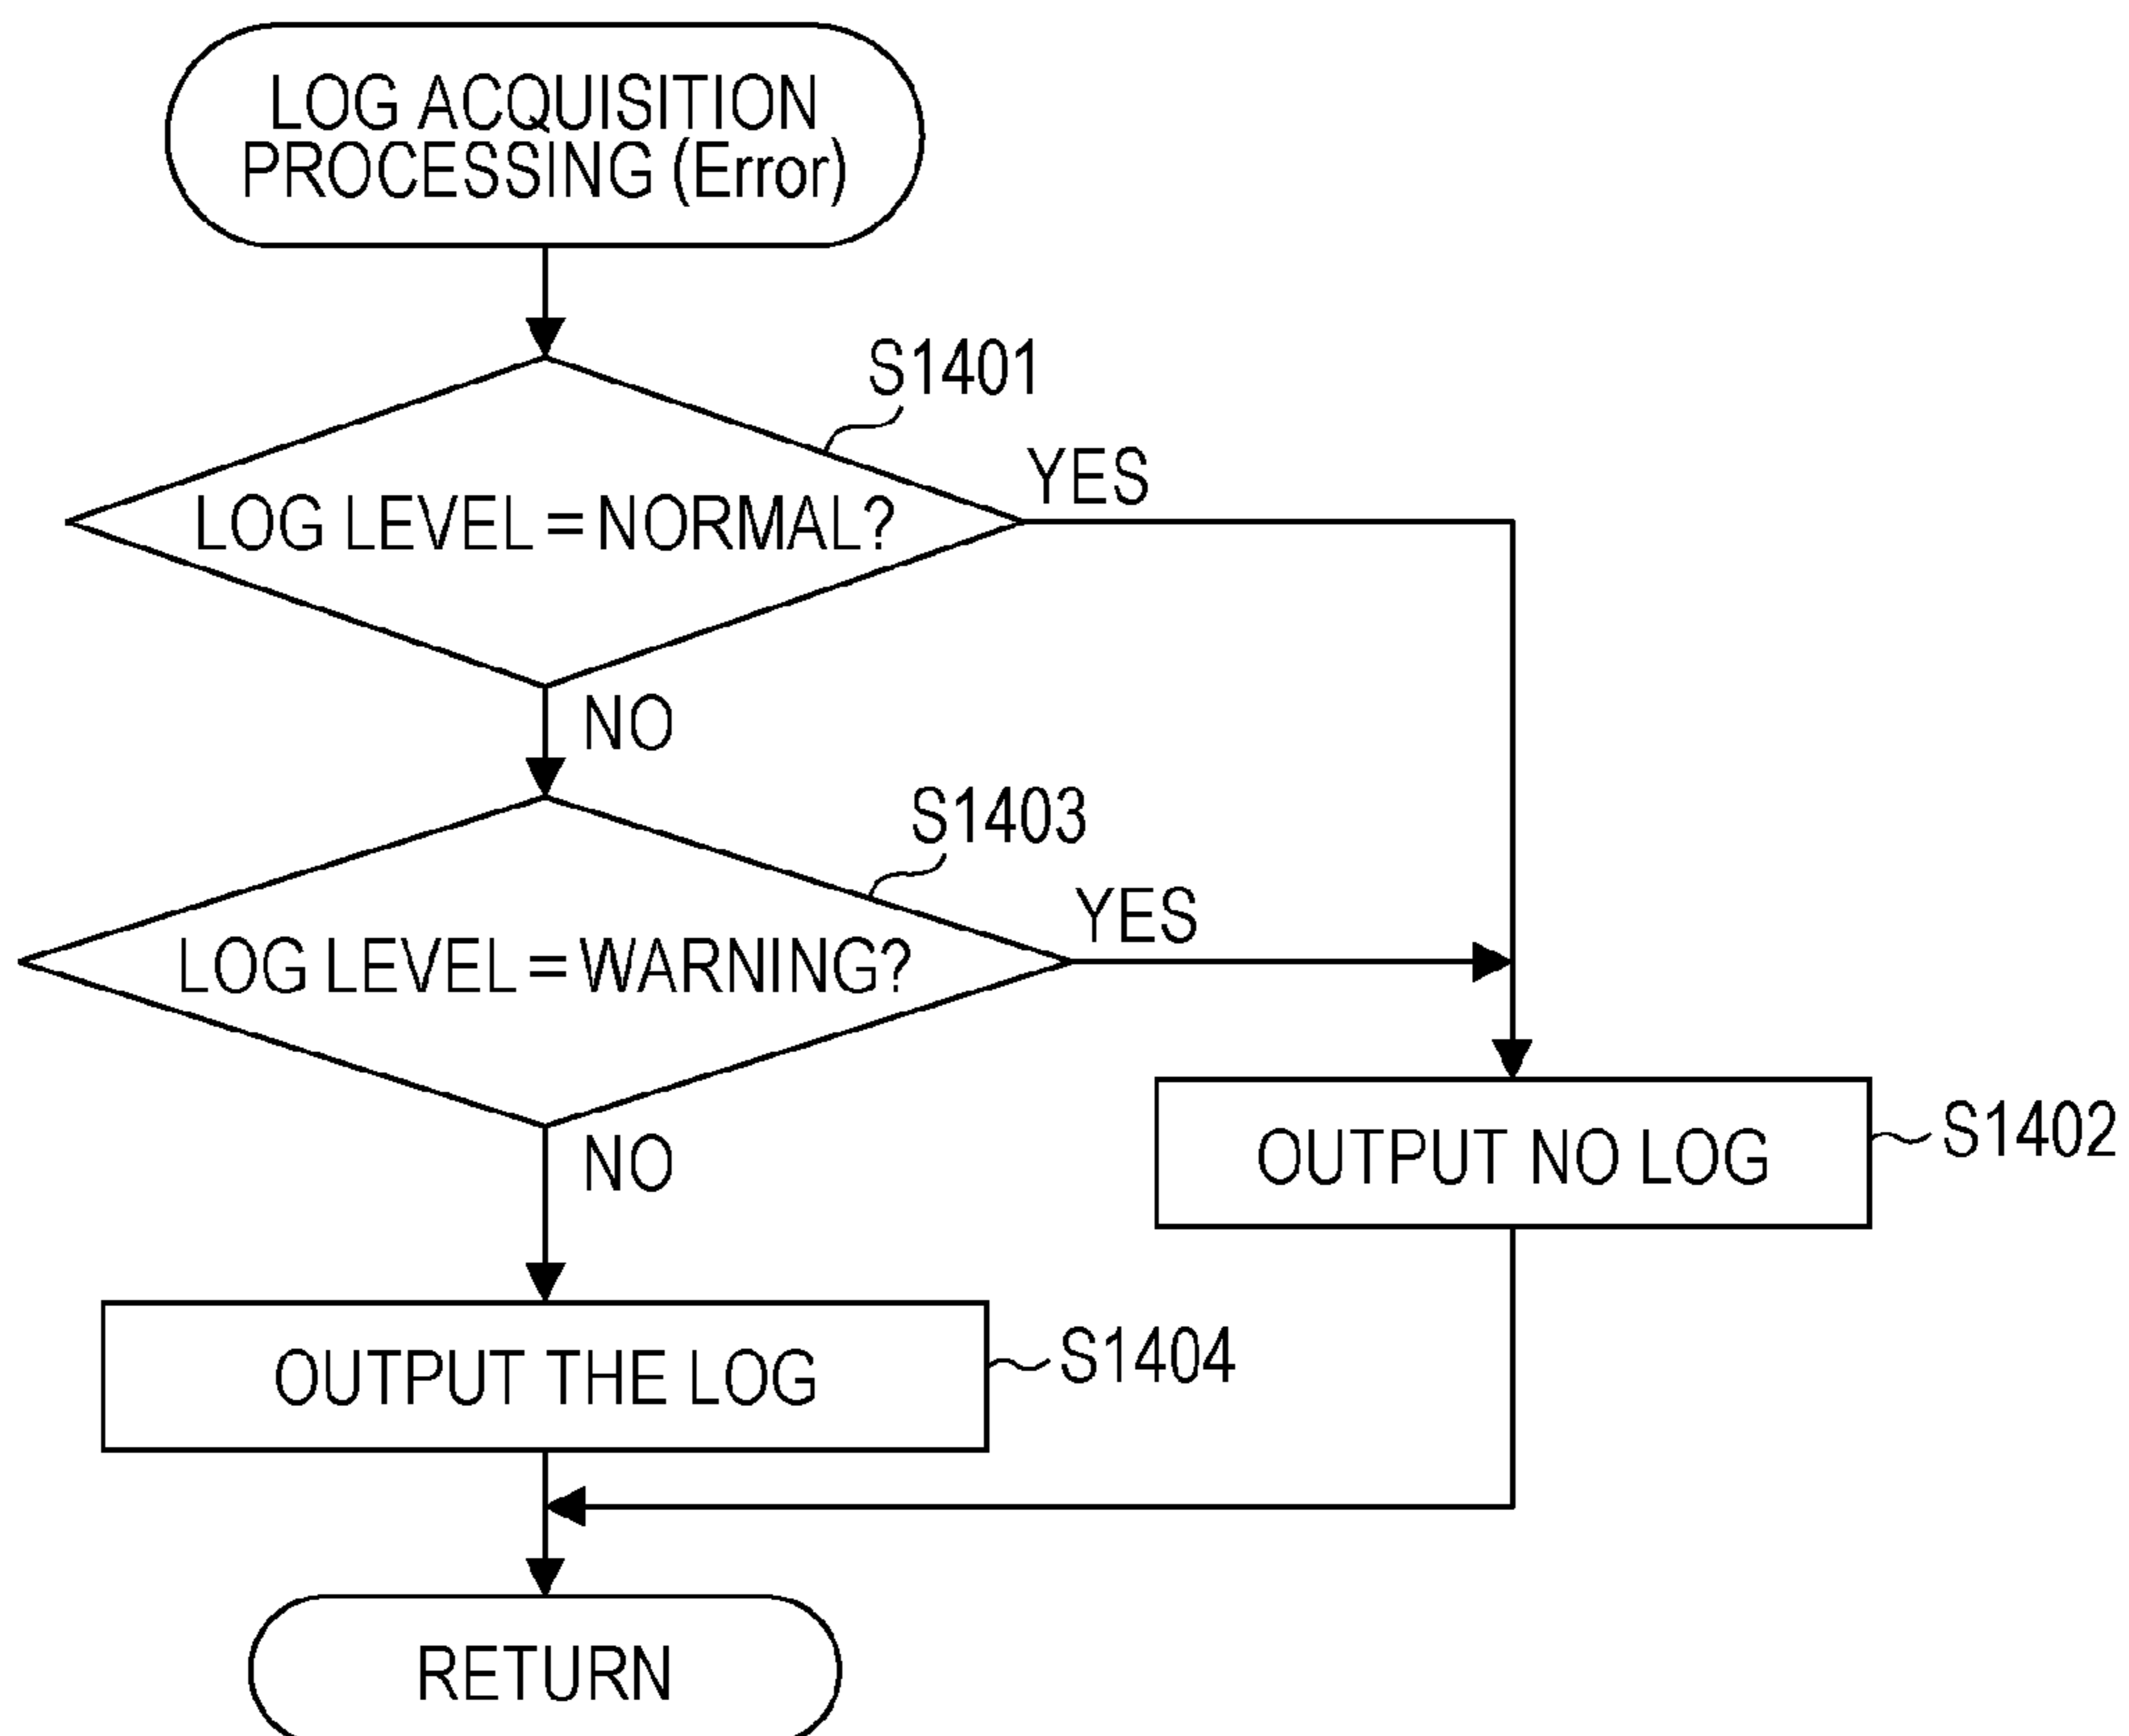 LOG ACQUISITION
PROCESSING (Error)
S1401
YES
LOG LEVEL = NORMAL?
NO
S1403
YES
LOG LEVEL = WARNING?
NO
OUTPUT NO LOG
S1402
OUTPUT THE LOG
S1404
RETURN